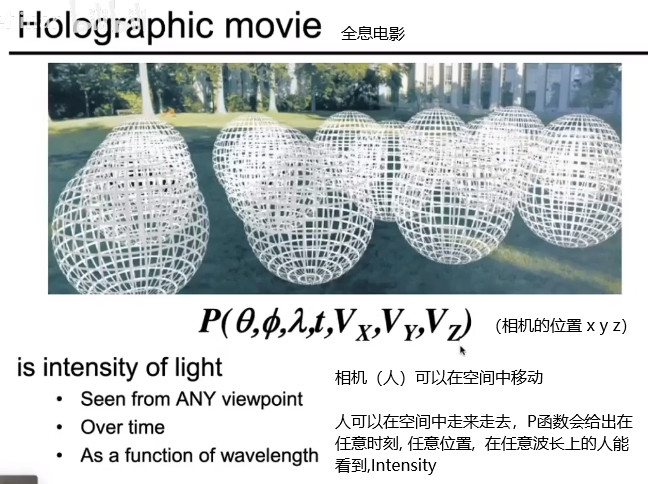 Holographic movie 全息电影
P(θ,ϕ,λ,t,V_X,V_Y,V_Z) (相机的位置 x y z)
is intensity of light
• Seen from ANY viewpoint
• Over time
• As a function of wavelength
相机（人）可以在空间中移动
人可以在空间中走来走去，P函数会给出在
任意时刻, 任意位置, 在任意波长上的人能
看到,Intensity